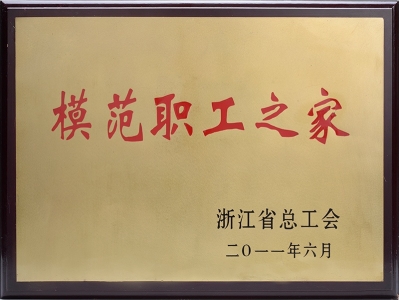 模范职工之家
浙江省总工会
二〇一一年六月